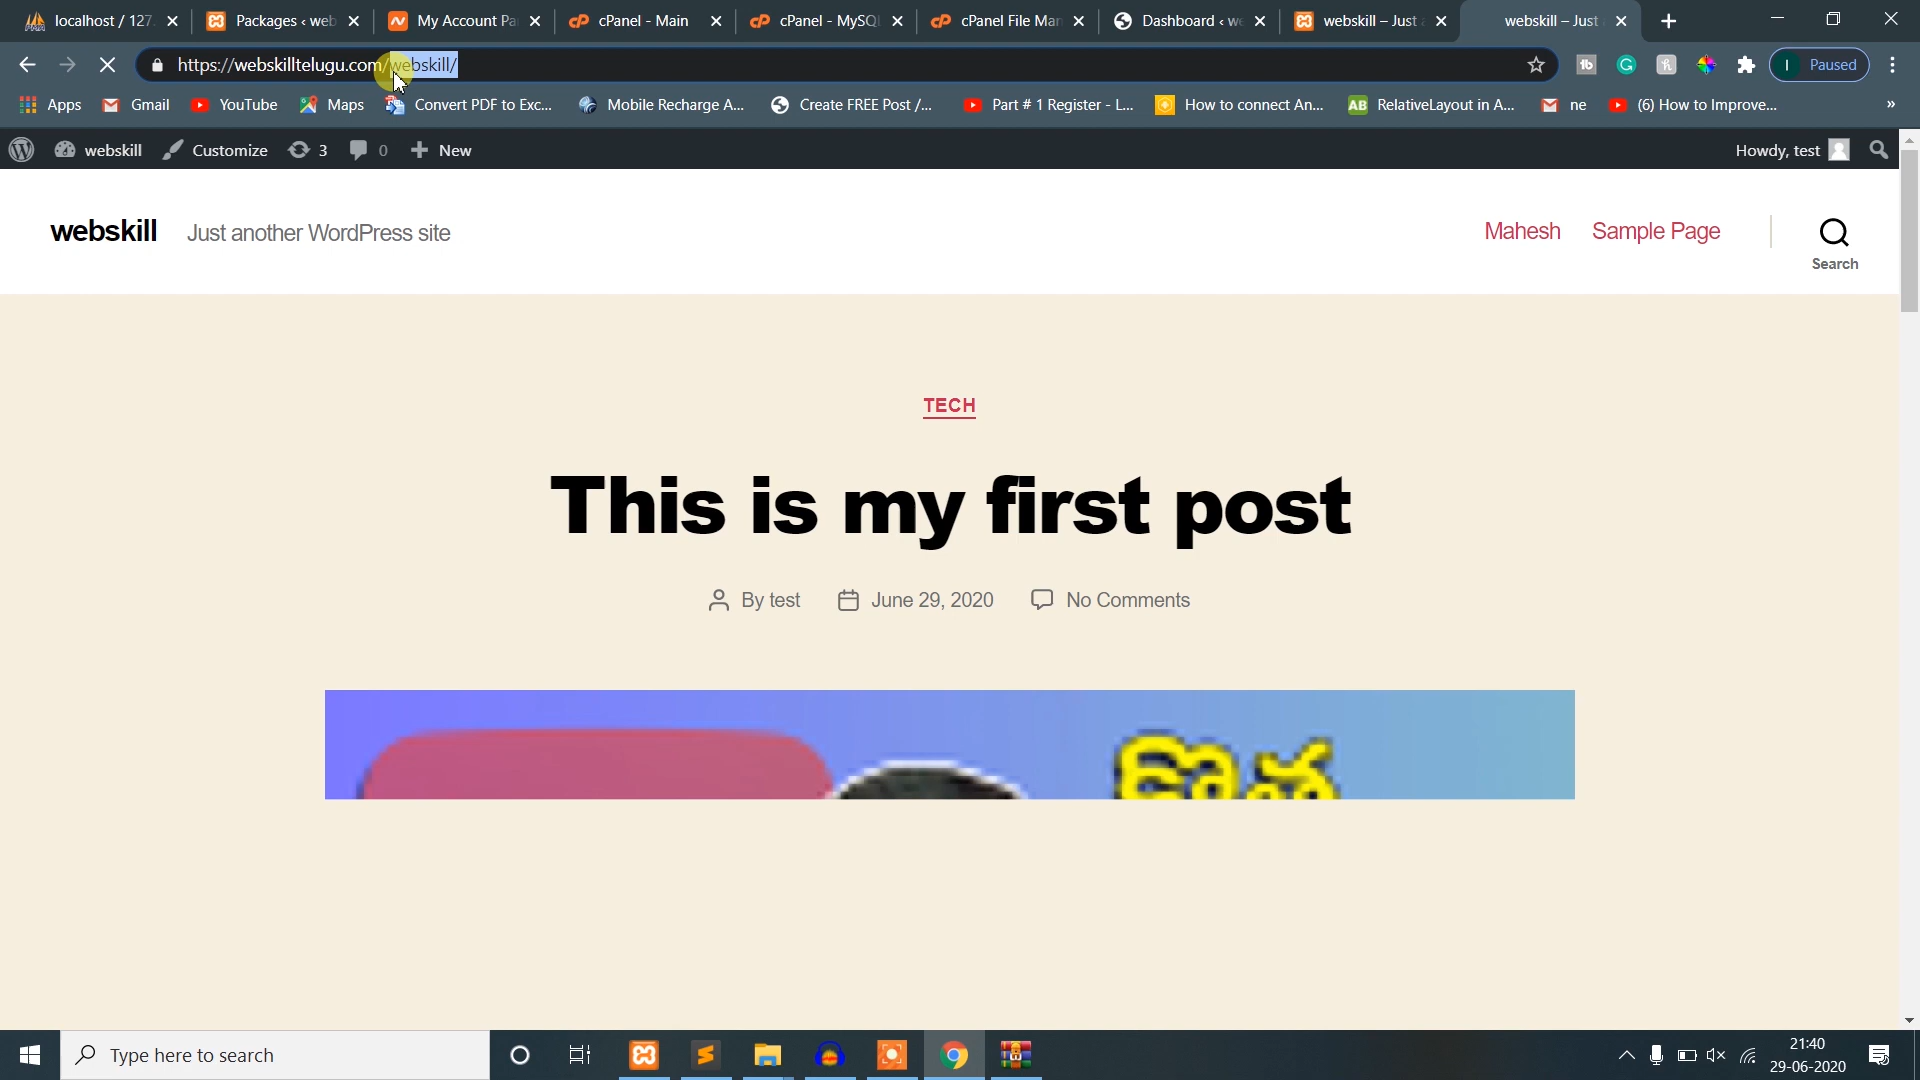 localhost / 127.
Packages ‹ web
My Account Pa
cPanel - Main
cPanel - MySQL
cPanel File Man
Dashboard ‹ we
webskill – Just a
webskill – Just
https://webskilltelugu.com/webskill/
Paused
Apps
Gmail
YouTube
Maps
Convert PDF to Exc...
Mobile Recharge A...
Create FREE Post /...
Part # 1 Register - L...
How to connect An...
RelativeLayout in A...
ne
(6) How to Improve...
»
webskill
Customize
3
0
New
Howdy, test
webskill
Just another WordPress site
Mahesh
Sample Page
Search
TECH
This is my first post
By test
June 29, 2020
No Comments
Type here to search
21:40
29-06-2020